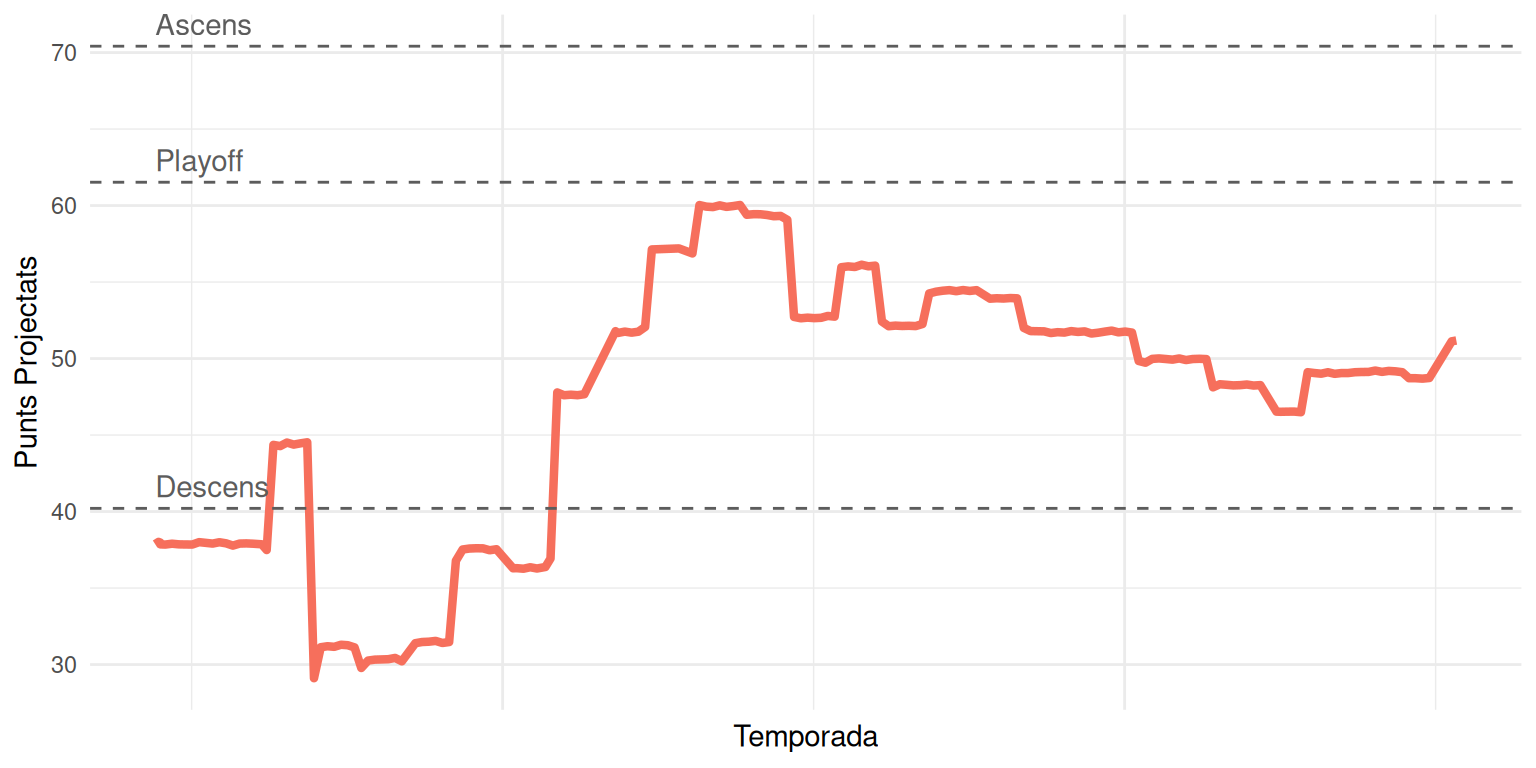 Ascens
70
Playoff
60
50
Descens
40
30
Punts Projectats
Temporada